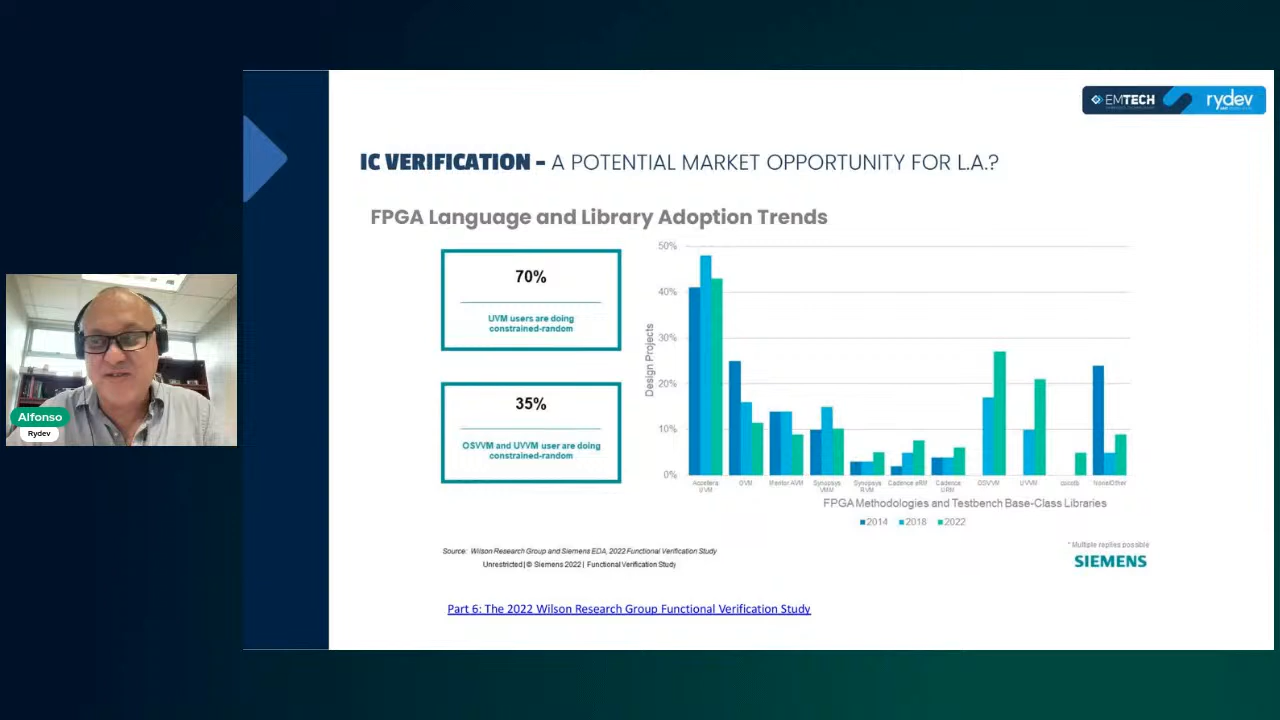 EMTECH
rydev
IC VERIFICATION - A POTENTIAL MARKET OPPORTUNITY FOR L.A.?
FPGA Language and Library Adoption Trends
70%
UVM users are doing
constrained-random
35%
OSVVM and UVVM user are doing
constrained-random
50%
40%
30%
20%
10%
0%
Design Projects
Accellera UVM
OVM
Mentor AVM
Synopsys VMM
Synopsys RVM
Cadence eRM
Cadence URM
OSVVM
UVVM
cocotb
None/Other
FPGA Methodologies and Testbench Base-Class Libraries
2014 2018 2022
* Multiple replies possible
SIEMENS
Source: Wilson Research Group and Siemens EDA, 2022 Functional Verification Study
Unrestricted | © Siemens 2022 | Functional Verification Study
Part 6: The 2022 Wilson Research Group Functional Verification Study
Alfonso
Rydev